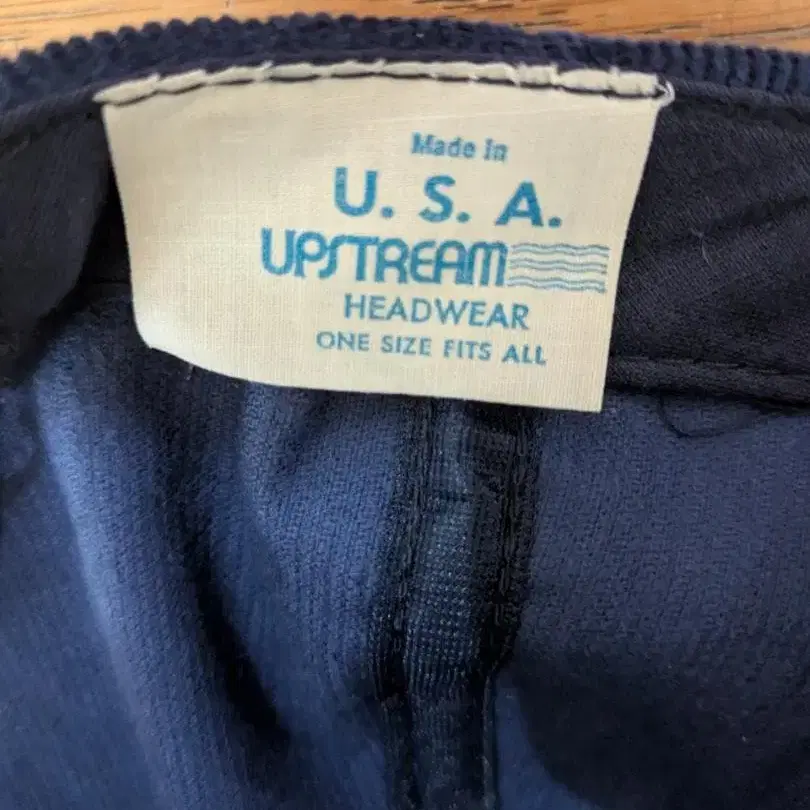 Made In
U. S. A.
UPSTREAM
HEADWEAR
ONE SIZE FITS ALL